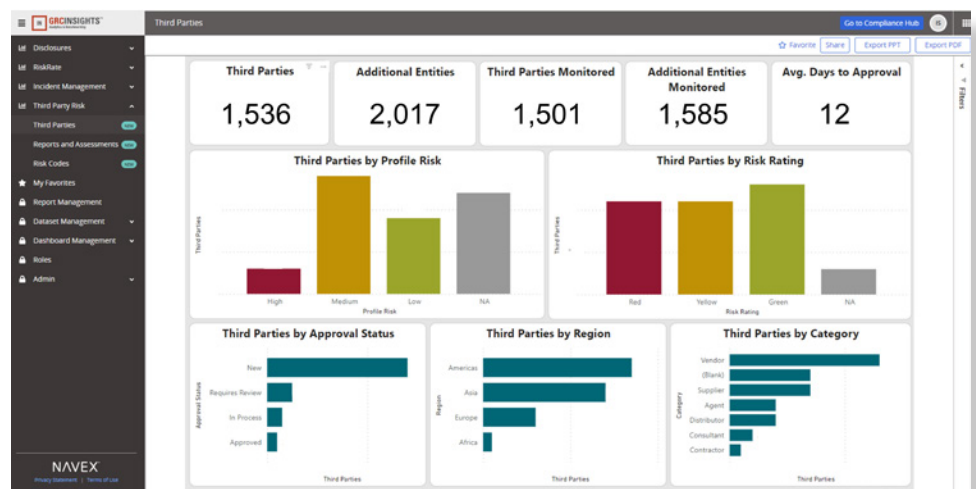 GRCINSIGHTS™
Third Parties
Go to Compliance Hub
Favorite
Share
Export PPT
Export PDF
Filters
Disclosures
RiskRate
Incident Management
Third Party Risk
Third Parties
Reports and Assessments
Risk Codes
My Favorites
Report Management
Dataset Management
Dashboard Management
Roles
Admin
NAVEX
Privacy Statement | Terms of Use
Third Parties
1,536
Additional Entities
2,017
Third Parties Monitored
1,501
Additional Entities
Monitored
1,585
Avg. Days to Approval
12
Third Parties by Profile Risk
Third Parties
High
Medium
Low
NA
Profile Risk
Third Parties by Risk Rating
Third Parties
Red
Yellow
Green
NA
Risk Rating
Third Parties by Approval Status
Approval Status
New
Requires Review
In Process
Approved
Third Parties
Third Parties by Region
Region
Americas
Asia
Europe
Africa
Third Parties
Third Parties by Category
Category
Vendor
(Blank)
Supplier
Agent
Distributor
Consultant
Contractor
Third Parties